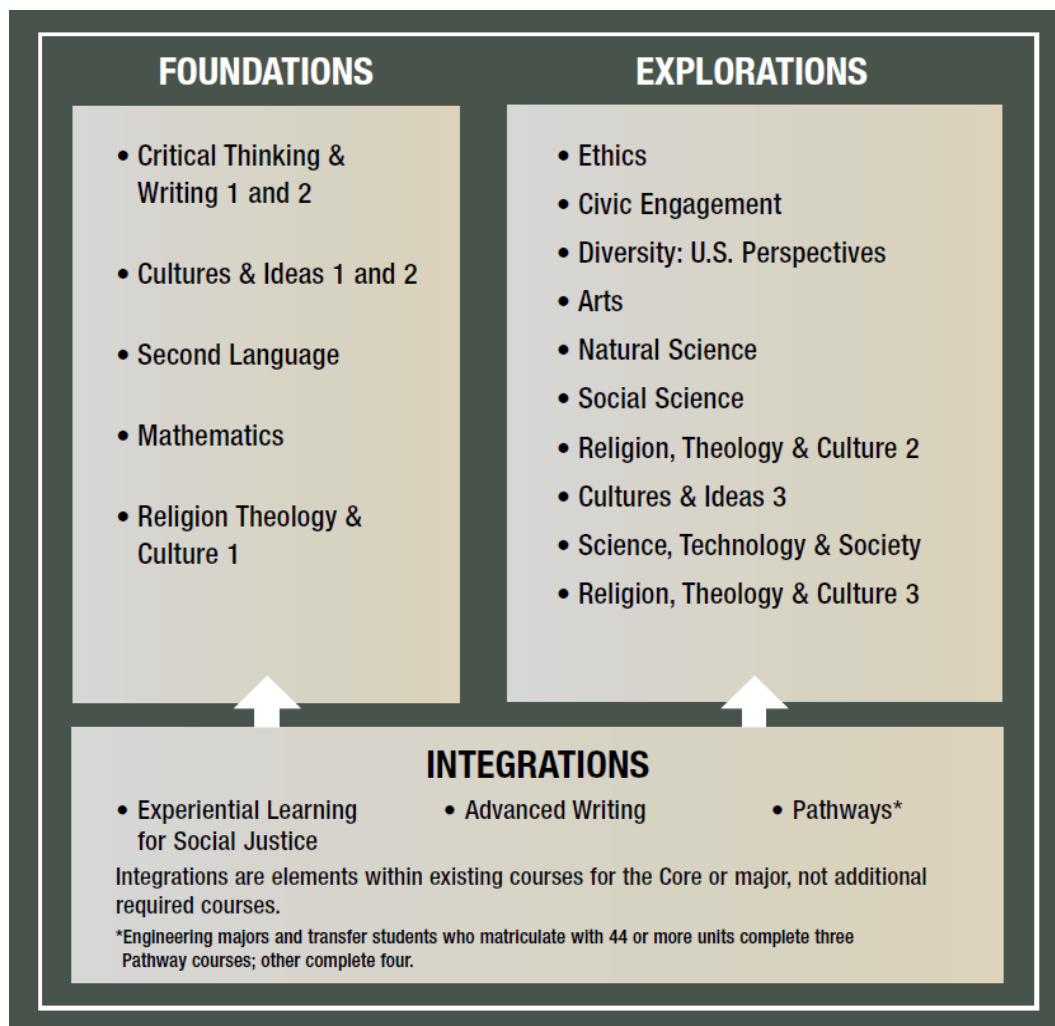 FOUNDATIONS
• Critical Thinking &
Writing 1 and 2
• Cultures & Ideas 1 and 2
• Second Language
• Mathematics
• Religion Theology &
Culture 1
EXPLORATIONS
• Ethics
• Civic Engagement
• Diversity: U.S. Perspectives
• Arts
• Natural Science
• Social Science
• Religion, Theology & Culture 2
• Cultures & Ideas 3
• Science, Technology & Society
• Religion, Theology & Culture 3
INTEGRATIONS
• Experiential Learning
for Social Justice
• Advanced Writing
• Pathways*
Integrations are elements within existing courses for the Core or major, not additional
required courses.
*Engineering majors and transfer students who matriculate with 44 or more units complete three
Pathway courses; other complete four.